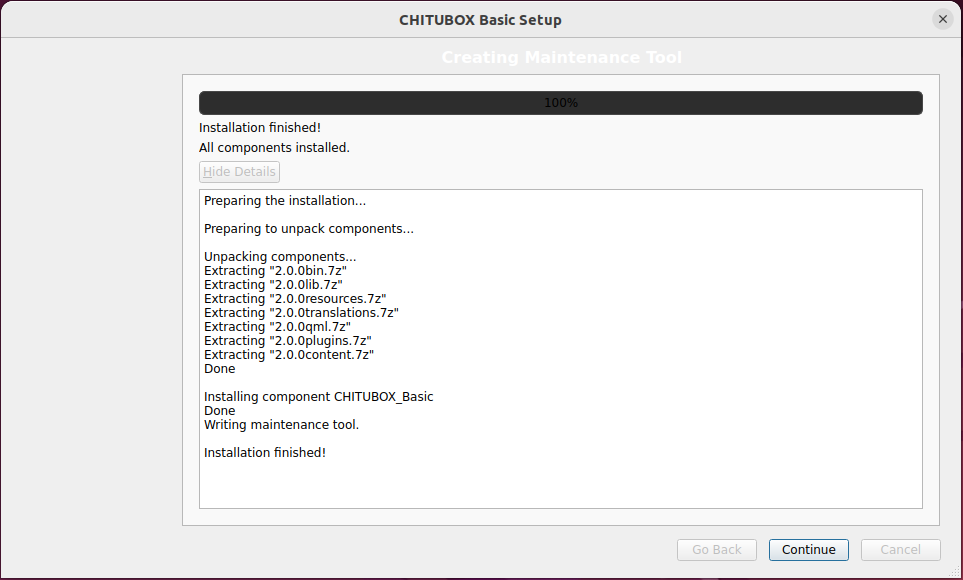 CHITUBOX Basic Setup
Creating Maintenance Tool
100%
Installation finished!
All components installed.
Hide Details
Preparing the installation...
Preparing to unpack components...
Unpacking components...
Extracting "2.0.0bin.7z"
Extracting "2.0.0lib.7z"
Extracting "2.0.0resources.7z"
Extracting "2.0.0translations.7z"
Extracting "2.0.0qml.7z"
Extracting "2.0.0plugins.7z"
Extracting "2.0.0content.7z"
Done
Installing component CHITUBOX_Basic
Done
Writing maintenance tool.
Installation finished!
Go Back
Continue
Cancel